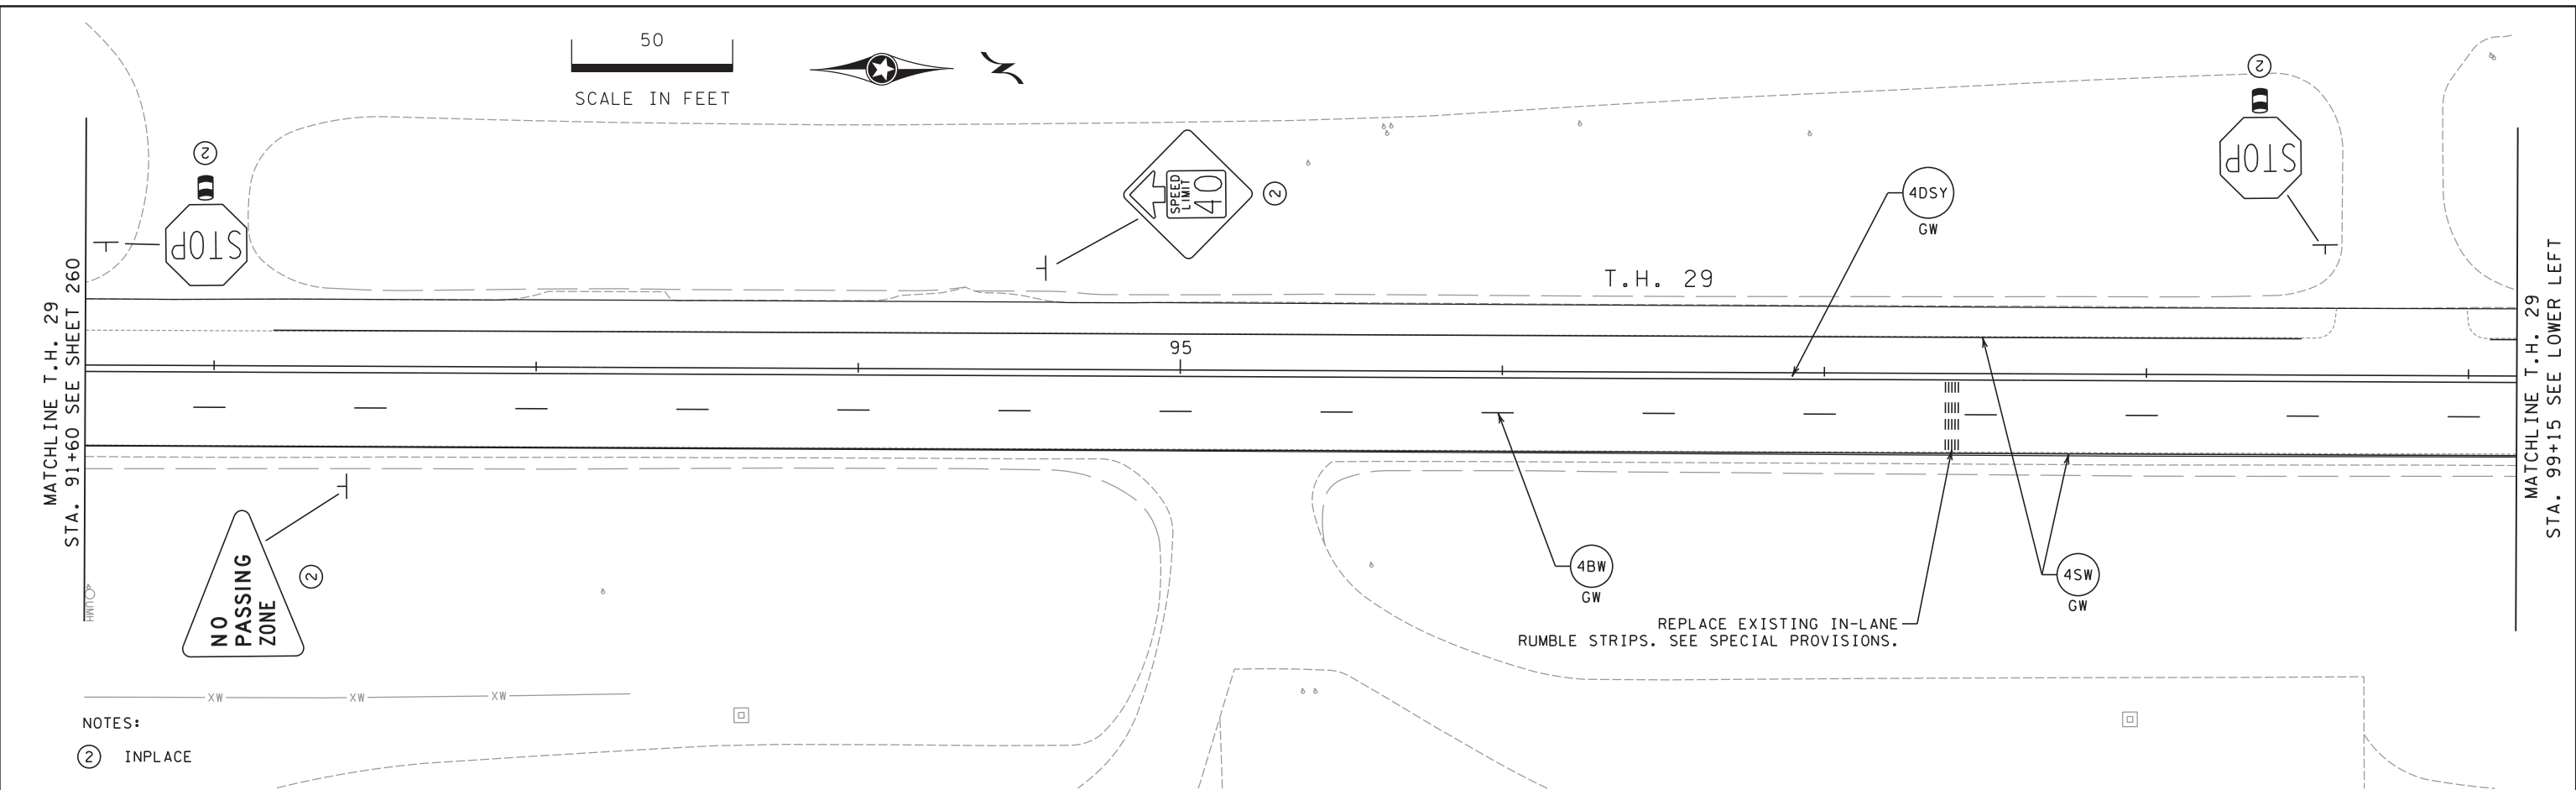 50
SCALE IN FEET
2
STOP
2
SPEED
LIMIT
40
2
STOP
4DSY
GW
T.H. 29
MATCHLINE T.H. 29
STA. 91+60 SEE SHEET 260
95
MATCHLINE T.H. 29
STA. 99+15 SEE LOWER LEFT
NO
PASSING
ZONE
2
4BW
GW
4SW
GW
REPLACE EXISTING IN-LANE
RUMBLE STRIPS. SEE SPECIAL PROVISIONS.
UMH
XW XW XW
NOTES:
2 INPLACE